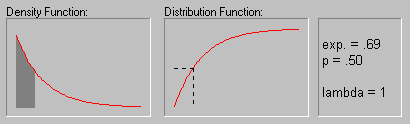 Density Function:
Distribution Function:
exp. = .69
p = .50
lambda = 1